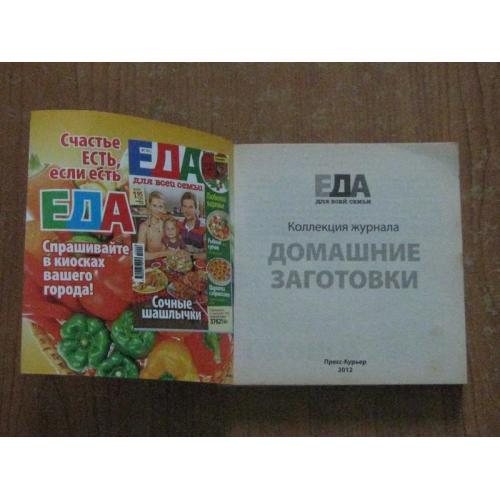 Счастье
ЕСТЬ,
если есть
ЕДА
Спрашивайте
в киосках
вашего
города!
ЕДА
для всей семьи
Сочные
шашлычки
ЕДА
для всей семьи
Коллекция журнала
ДОМАШНИЕ
ЗАГОТОВКИ
Пресс-Курьер
2012